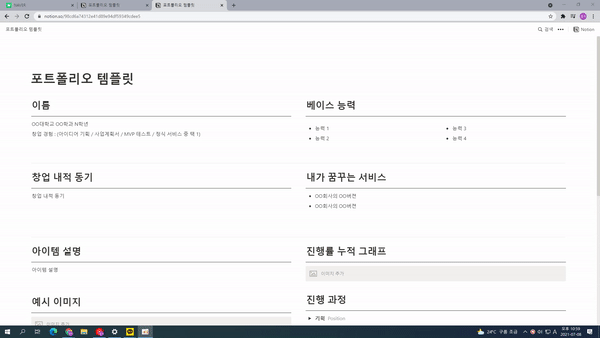 포트폴리오 템플릿
포트폴리오 템플릿
포트폴리오 템플릿
검색
Notion
포트폴리오 템플릿
이름
OO대학교 OO학과 N학년
창업 경험 : (아이디어 기획 / 사업계획서 / MVP 테스트 / 정식 서비스 중 택 1)
베이스 능력
능력 1
능력 2
능력 3
능력 4
창업 내적 동기
창업 내적 동기
내가 꿈꾸는 서비스
OO회사의 OO버전
OO회사의 OO버전
아이템 설명
아이템 설명
진행률 누적 그래프
이미지 추가
예시 이미지
이미지 추가
진행 과정
기획 Position
24°C 구름 조금
A
오후 10:59
2021-07-08